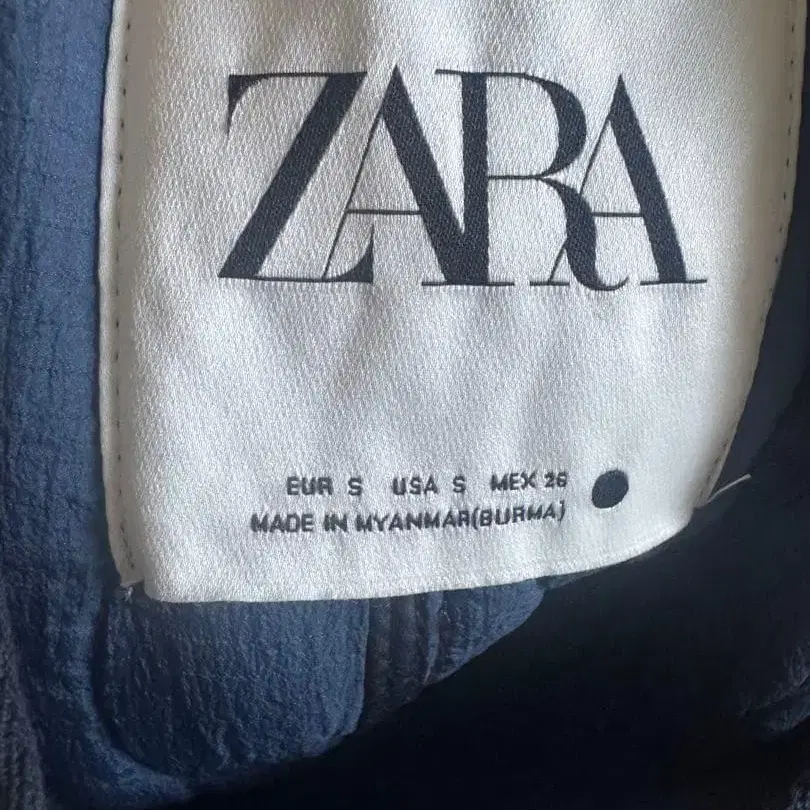 ZARA
EUR S USA S MEX 26
MADE IN MYANMAR(BURMA)